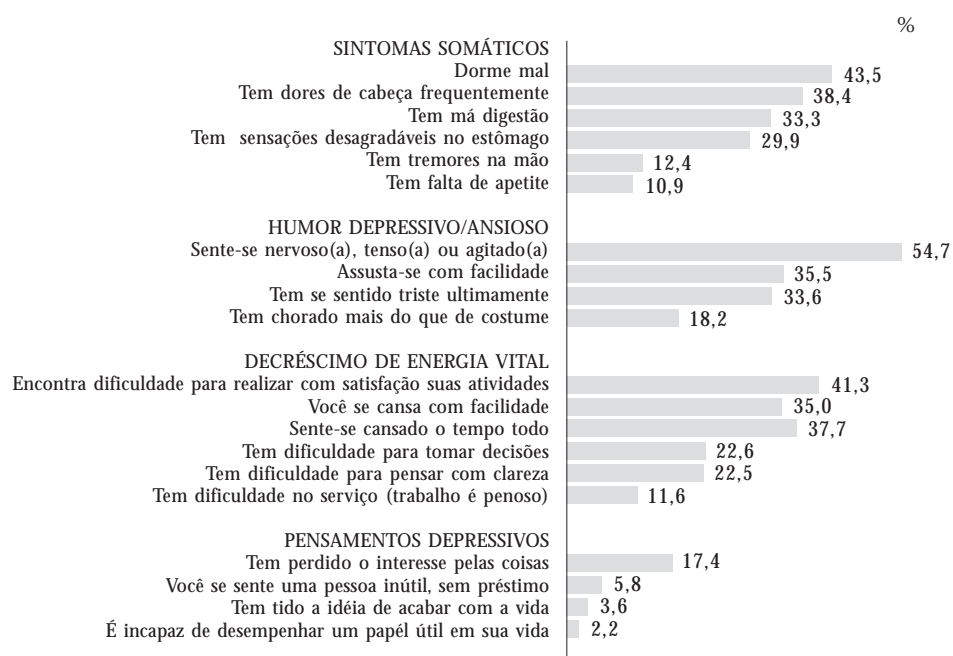 %
SINTOMAS SOMÁTICOS
Dorme mal 43,5
Tem dores de cabeça frequentemente 38,4
Tem má digestão 33,3
Tem sensações desagradáveis no estômago 29,9
Tem tremores na mão 12,4
Tem falta de apetite 10,9
HUMOR DEPRESSIVO/ANSIOSO
Sente-se nervoso(a), tenso(a) ou agitado(a) 54,7
Assusta-se com facilidade 35,5
Tem se sentido triste ultimamente 33,6
Tem chorado mais do que de costume 18,2
DECRÉSCIMO DE ENERGIA VITAL
Encontra dificuldade para realizar com satisfação suas atividades 41,3
Você se cansa com facilidade 35,0
Sente-se cansado o tempo todo 37,7
Tem dificuldade para tomar decisões 22,6
Tem dificuldade para pensar com clareza 22,5
Tem dificuldade no serviço (trabalho é penoso) 11,6
PENSAMENTOS DEPRESSIVOS
Tem perdido o interesse pelas coisas 17,4
Você se sente uma pessoa inútil, sem préstimo 5,8
Tem tido a idéia de acabar com a vida 3,6
É incapaz de desempenhar um papél útil em sua vida 2,2